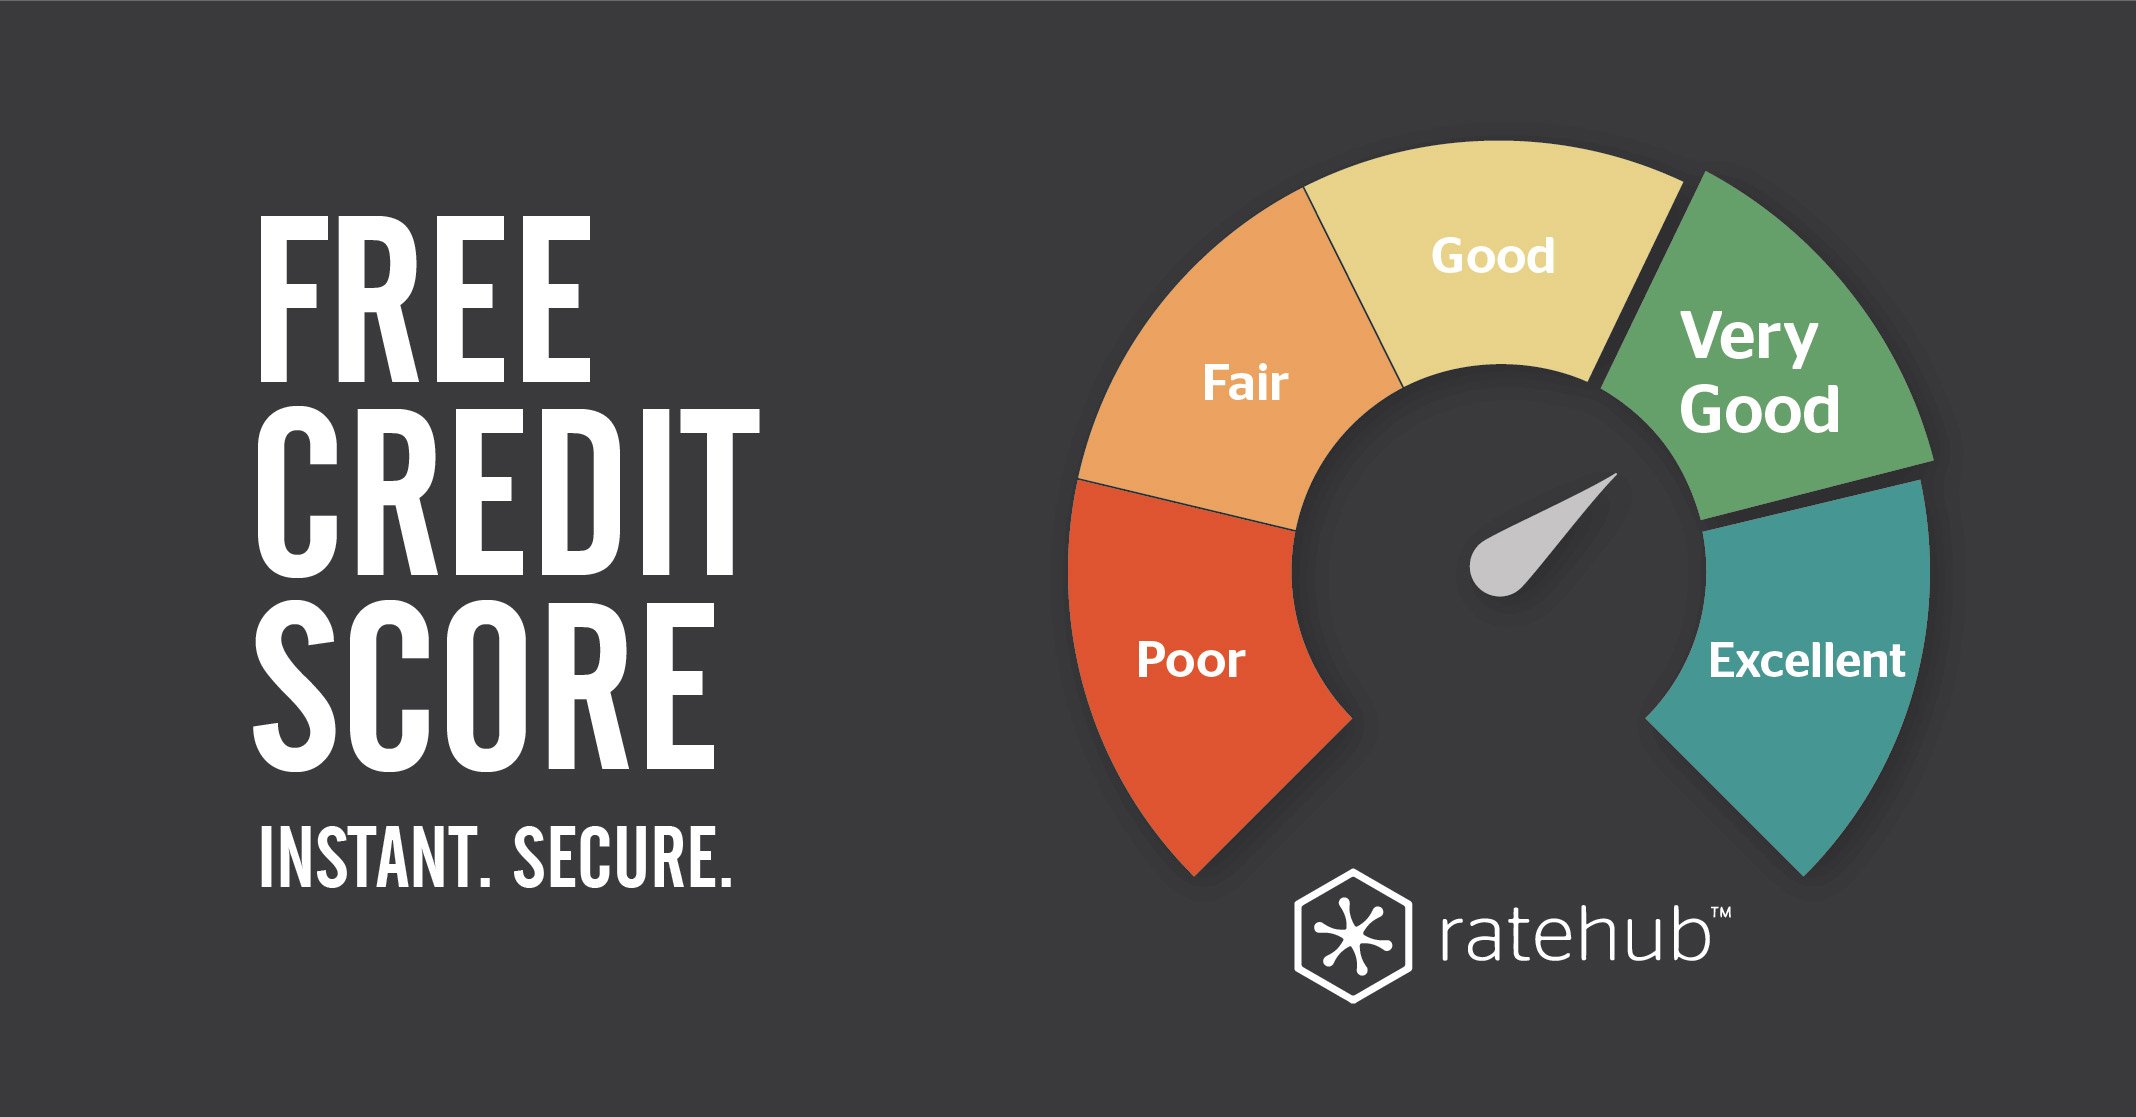 FREE
CREDIT
SCORE
INSTANT. SECURE.
Poor
Fair
Good
Very
Good
Excellent
ratehub™